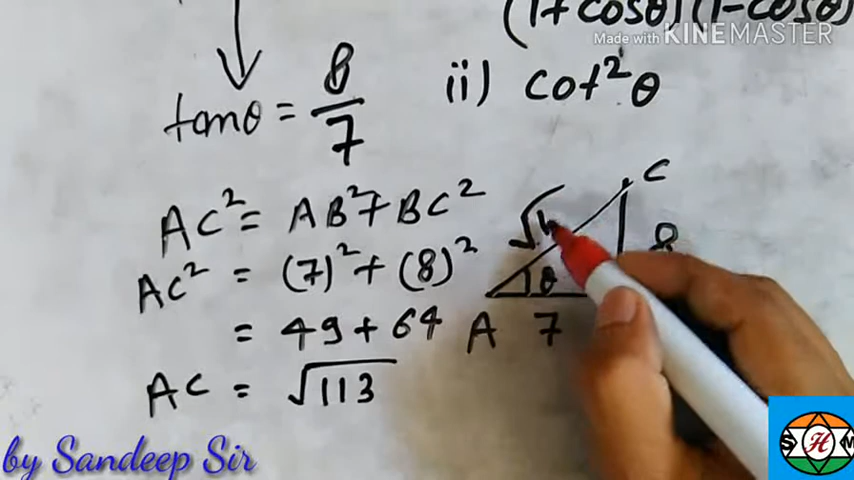 (1+cosθ)(1-cosθ)
Made with KINEMASTER
tanθ = 8/7
ii) cot²θ
AC² = AB² + BC²
AC² = (7)² + (8)²
= 49 + 64
AC = √113
C
8
θ
A 7
by Sandeep Sir
S H M